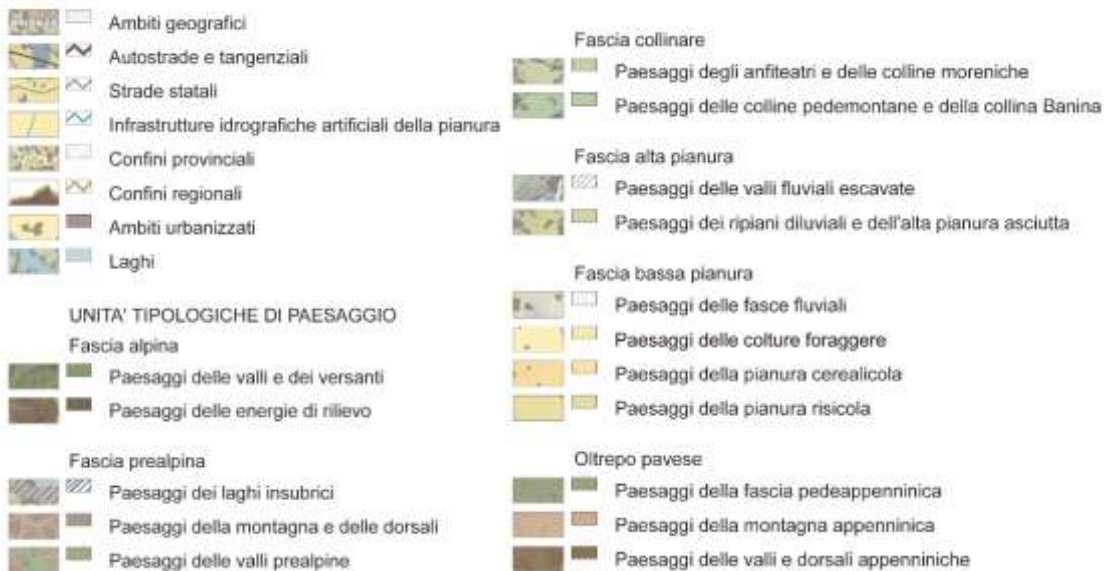 Ambiti geografici
Autostrade e tangenziali
Strade statali
Infrastrutture idrografiche artificiali della pianura
Confini provinciali
Confini regionali
Ambiti urbanizzati
Laghi
UNITA' TIPOLOGICHE DI PAESAGGIO
Fascia alpina
Paesaggi delle valli e dei versanti
Paesaggi delle energie di rilievo
Fascia prealpina
Paesaggi dei laghi insubrici
Paesaggi della montagna e delle dorsali
Paesaggi delle valli prealpine
Fascia collinare
Paesaggi degli anfiteatri e delle colline moreniche
Paesaggi delle colline pedemontane e della collina Banina
Fascia alta pianura
Paesaggi delle valli fluviali escavate
Paesaggi dei ripiani diluviali e dell'alta pianura asciutta
Fascia bassa pianura
Paesaggi delle fasce fluviali
Paesaggi delle colture foraggere
Paesaggi della pianura cerealicola
Paesaggi della pianura risicola
Oltrepo pavese
Paesaggi della fascia pedeappenninica
Paesaggi della montagna appenninica
Paesaggi delle valli e dorsali appenniniche